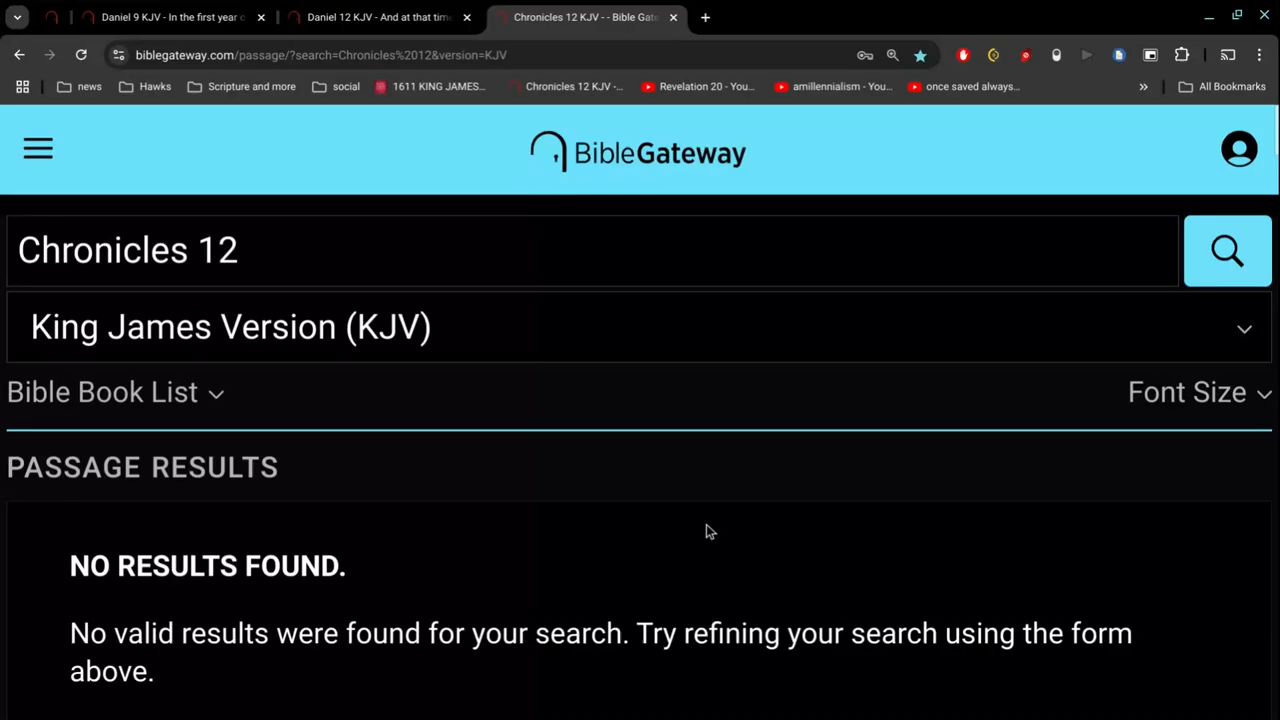 Daniel 9 KJV - In the first year o
Daniel 12 KJV - And at that time
Chronicles 12 KJV - - Bible Gate
biblegateway.com/passage/?search=Chronicles%2012&version=KJV
news
Hawks
Scripture and more
social
1611 KING JAMES...
Chronicles 12 KJV -...
Revelation 20 - You...
amillennialism - You...
once saved always...
All Bookmarks
BibleGateway
Chronicles 12
King James Version (KJV)
Bible Book List
Font Size
PASSAGE RESULTS
NO RESULTS FOUND.
No valid results were found for your search. Try refining your search using the form
above.